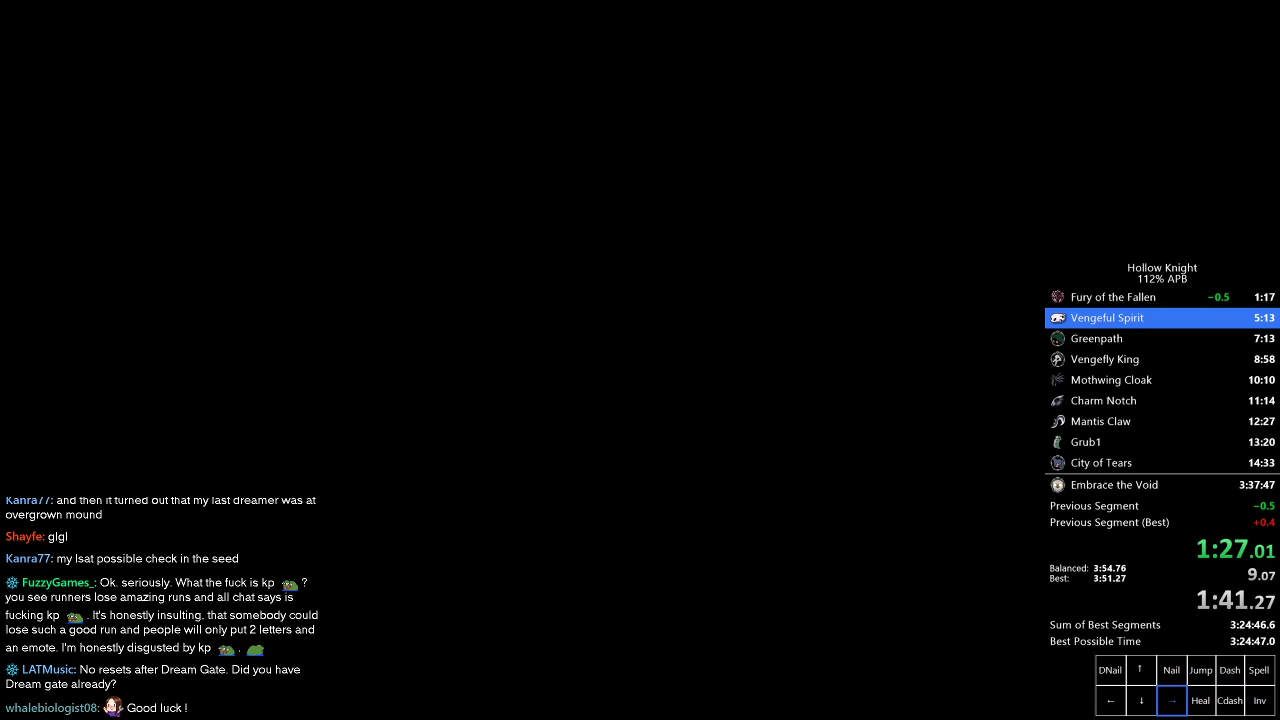 Hollow Knight
112% APB
Fury of the Fallen −0.5 1:17
Vengeful Spirit 5:13
Greenpath 7:13
Vengefly King 8:58
Mothwing Cloak 10:10
Charm Notch 11:14
Mantis Claw 12:27
Grub1 13:20
City of Tears 14:33
Embrace the Void 3:37:47
Previous Segment −0.5
Previous Segment (Best) +0.4
1:27.01
Balanced: 3:54.76
Best: 3:51.27
9.07
1:41.27
Sum of Best Segments 3:24:46.6
Best Possible Time 3:24:47.0
DNail ↑ Nail Jump Dash Spell
← ↓ → Heal Cdash Inv
Kanra77: and then it turned out that my last dreamer was at
overgrown mound
Shayfe: glgl
Kanra77: my lsat possible check in the seed
FuzzyGames_: Ok. seriously. What the fuck is kp ?
you see runners lose amazing runs and all chat says is
fucking kp . It's honestly insulting, that somebody could
lose such a good run and people will only put 2 letters and
an emote. I'm honestly disgusted by kp .
LATMusic: No resets after Dream Gate. Did you have
Dream gate already?
whalebiologist08: Good luck !